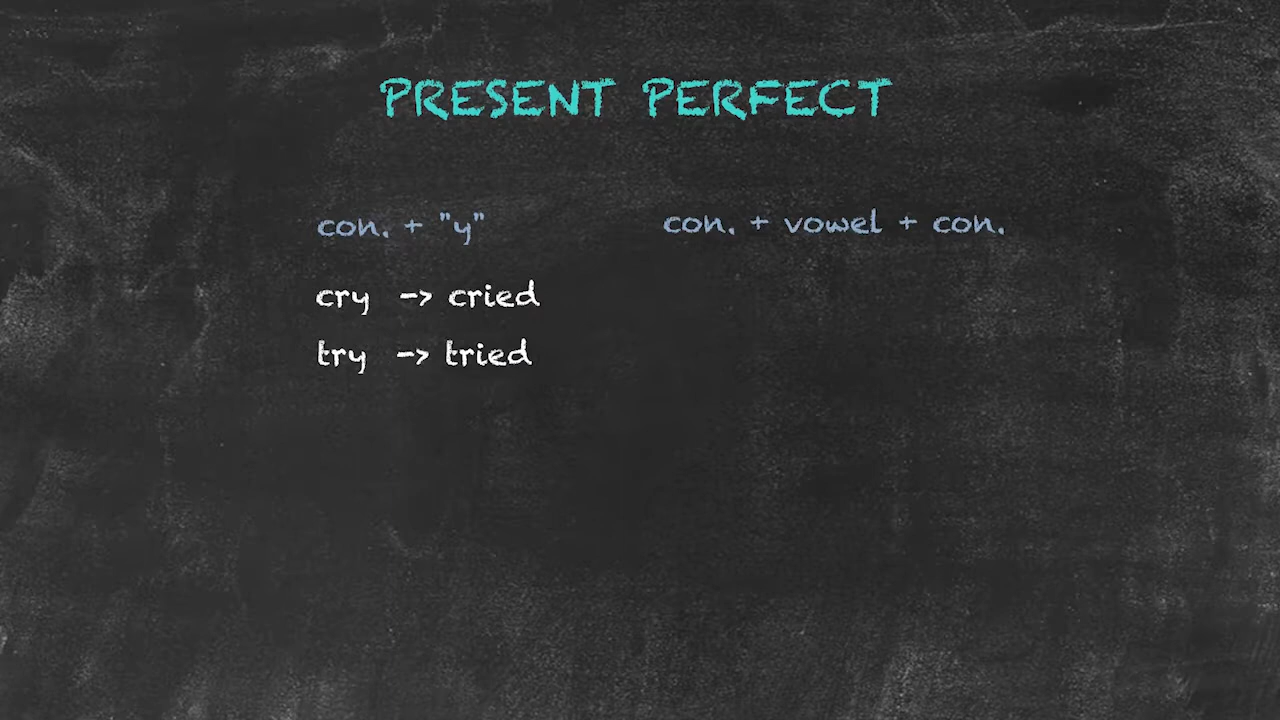 PRESENT PERFECT
con. + "y"
con. + vowel + con.
cry -> cried
try -> tried